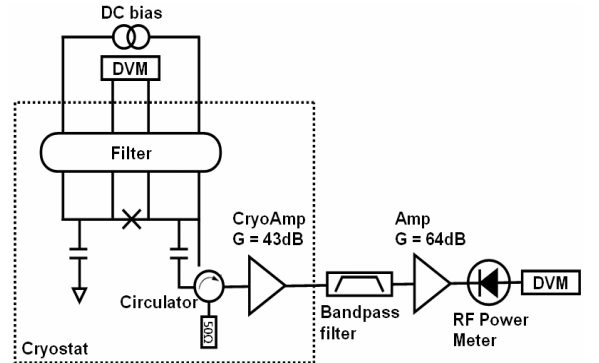 DC bias
DVM
Filter
CryoAmp
G = 43dB
Amp
G = 64dB
Circulator
50Ω
Bandpass
filter
RF Power
Meter
DVM
Cryostat